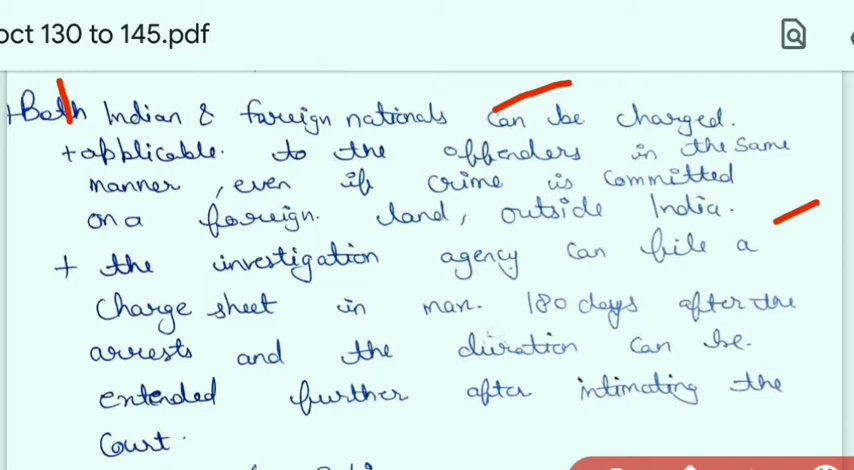 oct 130 to 145.pdf
+Both Indian & foreign nationals can be charged.
+applicable. to the offenders in the same
manner, even if crime is committed
on a foreign. land, outside India.
+ the investigation agency can file a
charge sheet in man. 180 days after the
arrests and the duration can be.
extended further after intimating the
Court.